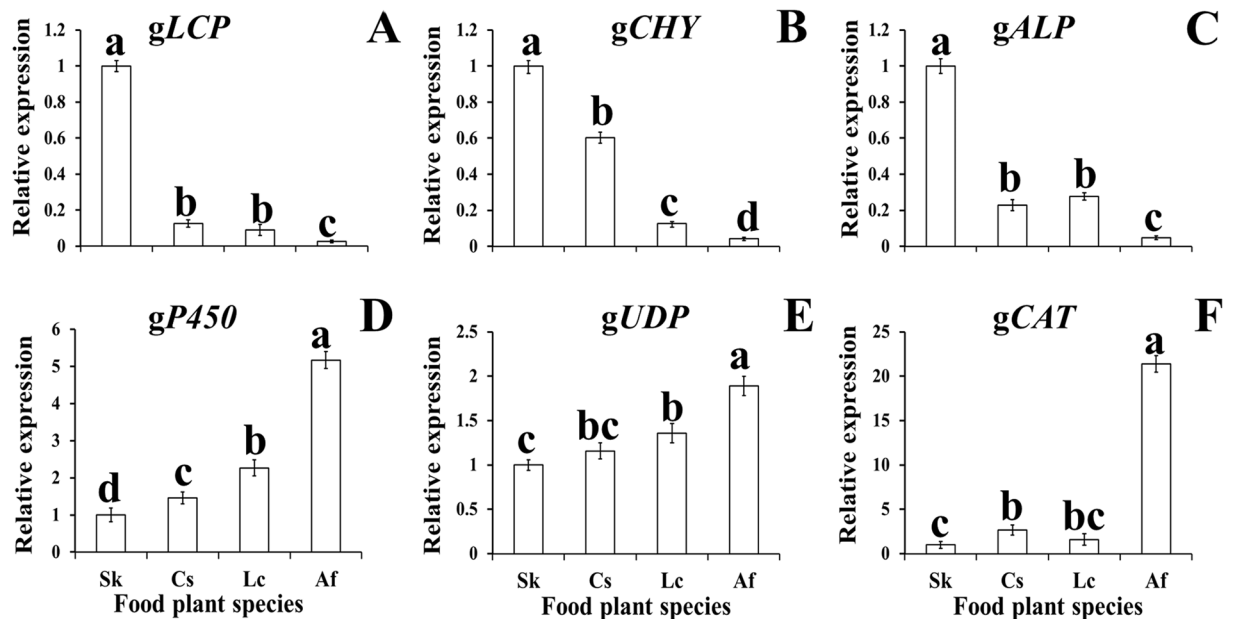 gLCP
A
Relative expression
1.2
1
0.8
0.6
0.4
0.2
0
a
b
b
c
gCHY
B
Relative expression
1.2
1
0.8
0.6
0.4
0.2
0
a
b
c
d
gALP
C
Relative expression
1.2
1
0.8
0.6
0.4
0.2
0
a
b
b
c
gP450
D
Relative expression
6
5
4
3
2
1
0
d
c
b
a
Sk Cs Lc Af
Food plant species
gUDP
E
Relative expression
2.5
2
1.5
1
0.5
0
c
bc
b
a
Sk Cs Lc Af
Food plant species
gCAT
F
Relative expression
25
20
15
10
5
0
c
b
bc
a
Sk Cs Lc Af
Food plant species